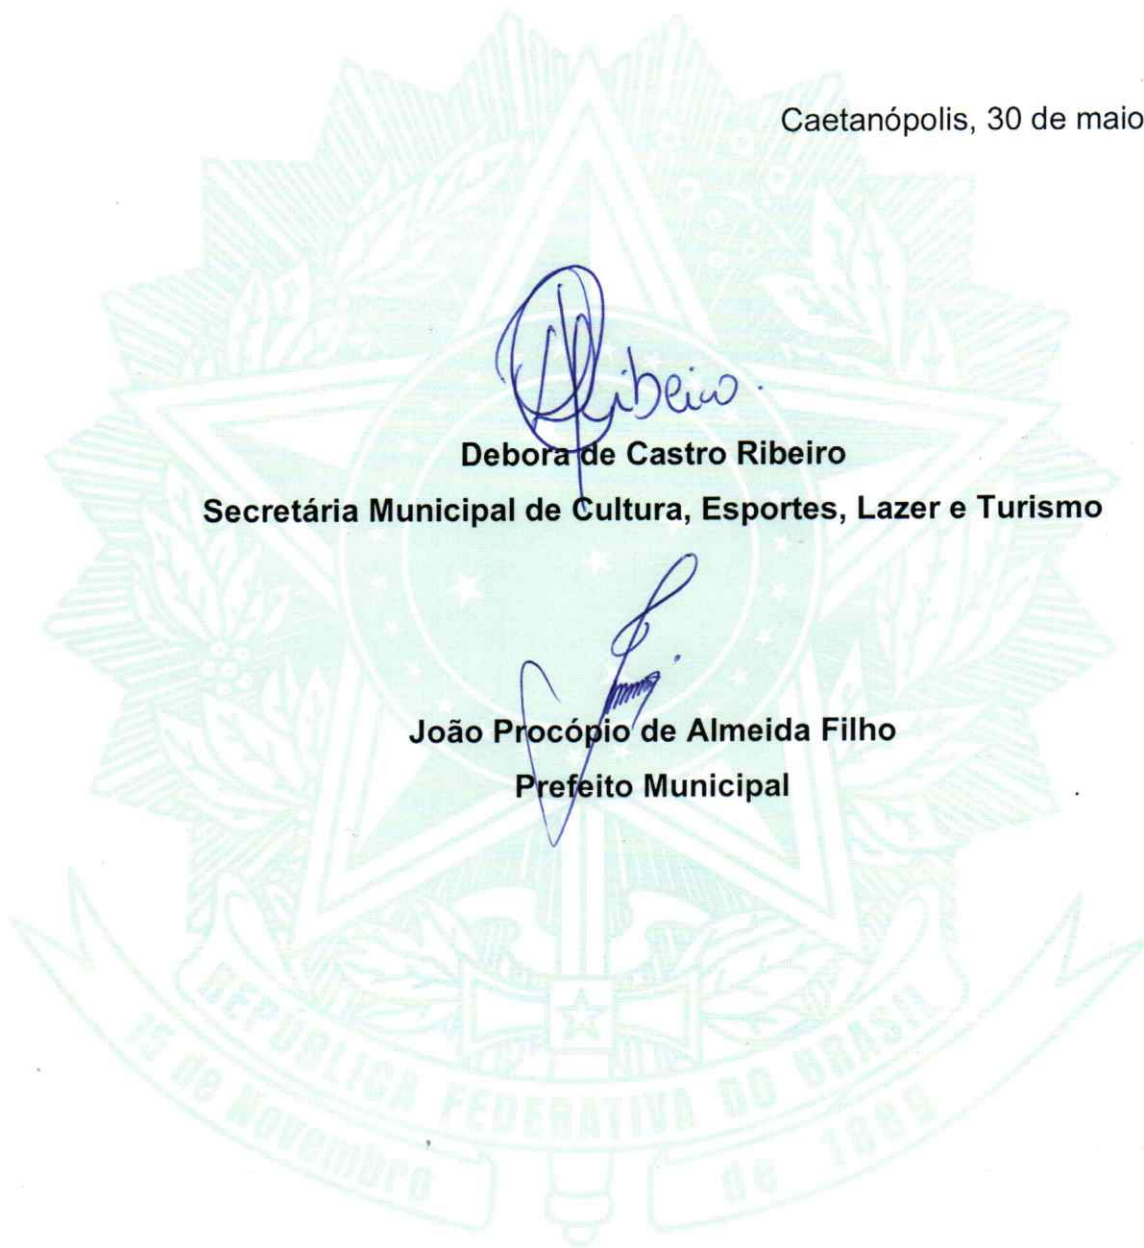 Caetanópolis, 30 de maio
Ribeiro.
Debora de Castro Ribeiro
Secretária Municipal de Cultura, Esportes, Lazer e Turismo
João Procópio de Almeida Filho
Prefeito Municipal
REPÚBLICA FEDERATIVA DO BRASIL
15 de Novembro de 1889